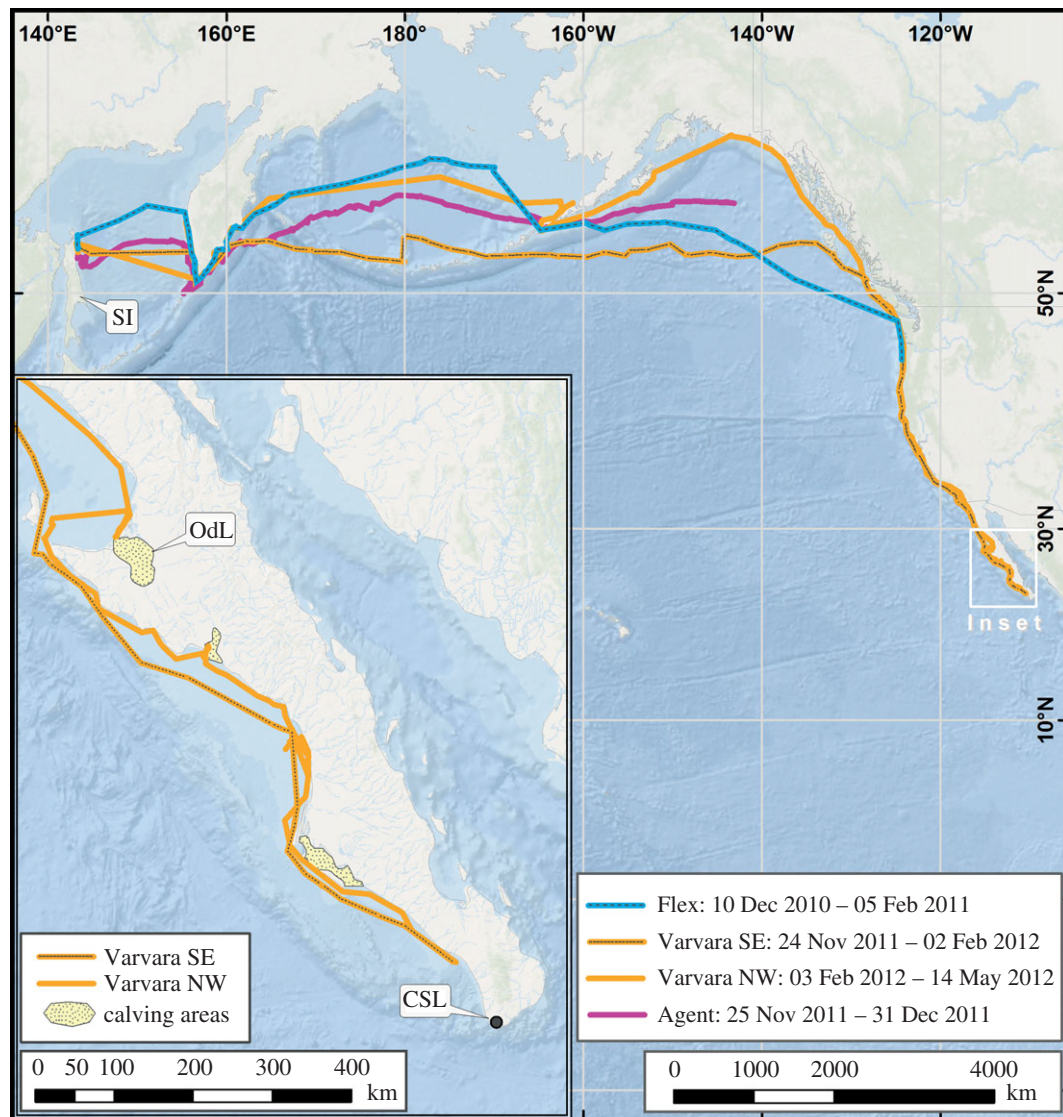 140°E 160°E 180° 160°W 140°W 120°W
50°N
SI
30°N
OdL
Inset
10°N
Flex: 10 Dec 2010 – 05 Feb 2011
Varvara SE: 24 Nov 2011 – 02 Feb 2012
Varvara NW: 03 Feb 2012 – 14 May 2012
Agent: 25 Nov 2011 – 31 Dec 2011
Varvara SE
Varvara NW
calving areas
CSL
0 50 100 200 300 400
km
0 1000 2000 4000
km